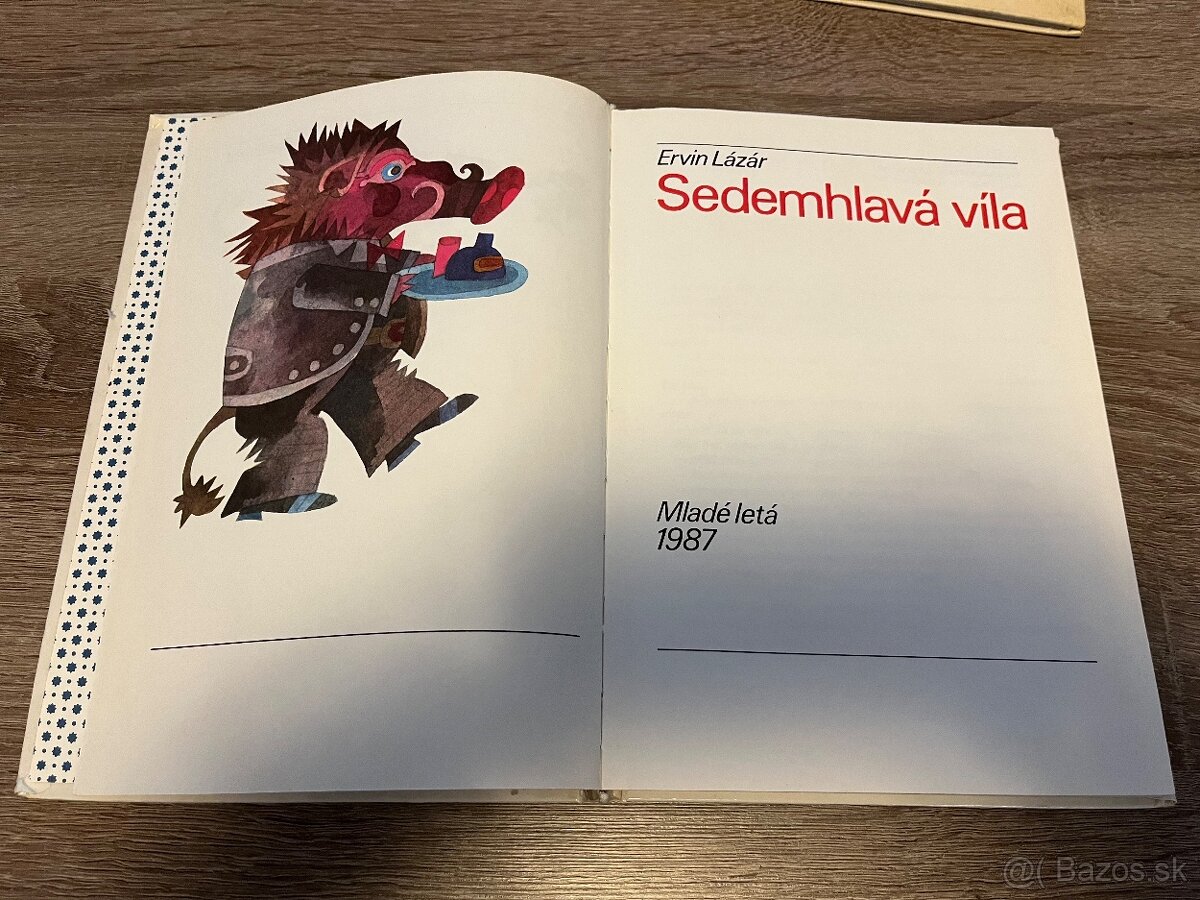 Ervin Lázár
Sedemhlavá víla
Mladé letá
1987
@( Bazos.sk